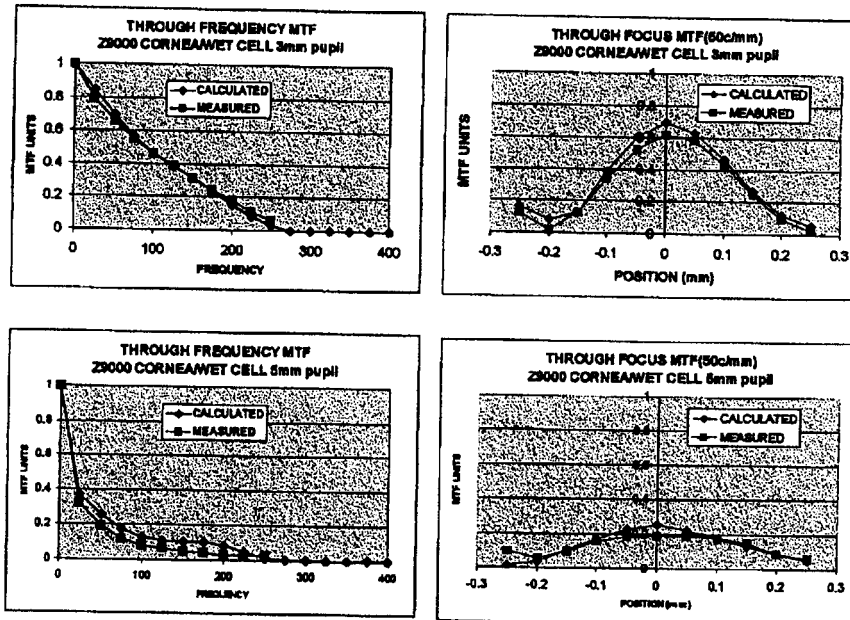 THROUGH FREQUENCY MTF
Z9000 CORNEA/WET CELL 3mm pupil
CALCULATED
MEASURED
MTF UNITS
1
0.8
0.6
0.4
0.2
0
0 100 200 300 400
FREQUENCY
THROUGH FOCUS MTF(50c/mm)
Z9000 CORNEA/WET CELL 3mm pupil
CALCULATED
MEASURED
MTF UNITS
0
-0.3 -0.2 -0.1 0 0.1 0.2 0.3
POSITION (mm)
THROUGH FREQUENCY MTF
Z9000 CORNEA/WET CELL 5mm pupil
CALCULATED
MEASURED
MTF UNITS
1
0.8
0.6
0.4
0.2
0
0 100 200 300 400
FREQUENCY
THROUGH FOCUS MTF(50c/mm)
Z9000 CORNEA/WET CELL 5mm pupil
CALCULATED
MEASURED
MTF UNITS
1
-0.3 -0.2 -0.1 0 0.1 0.2 0.3
POSITION (mm)